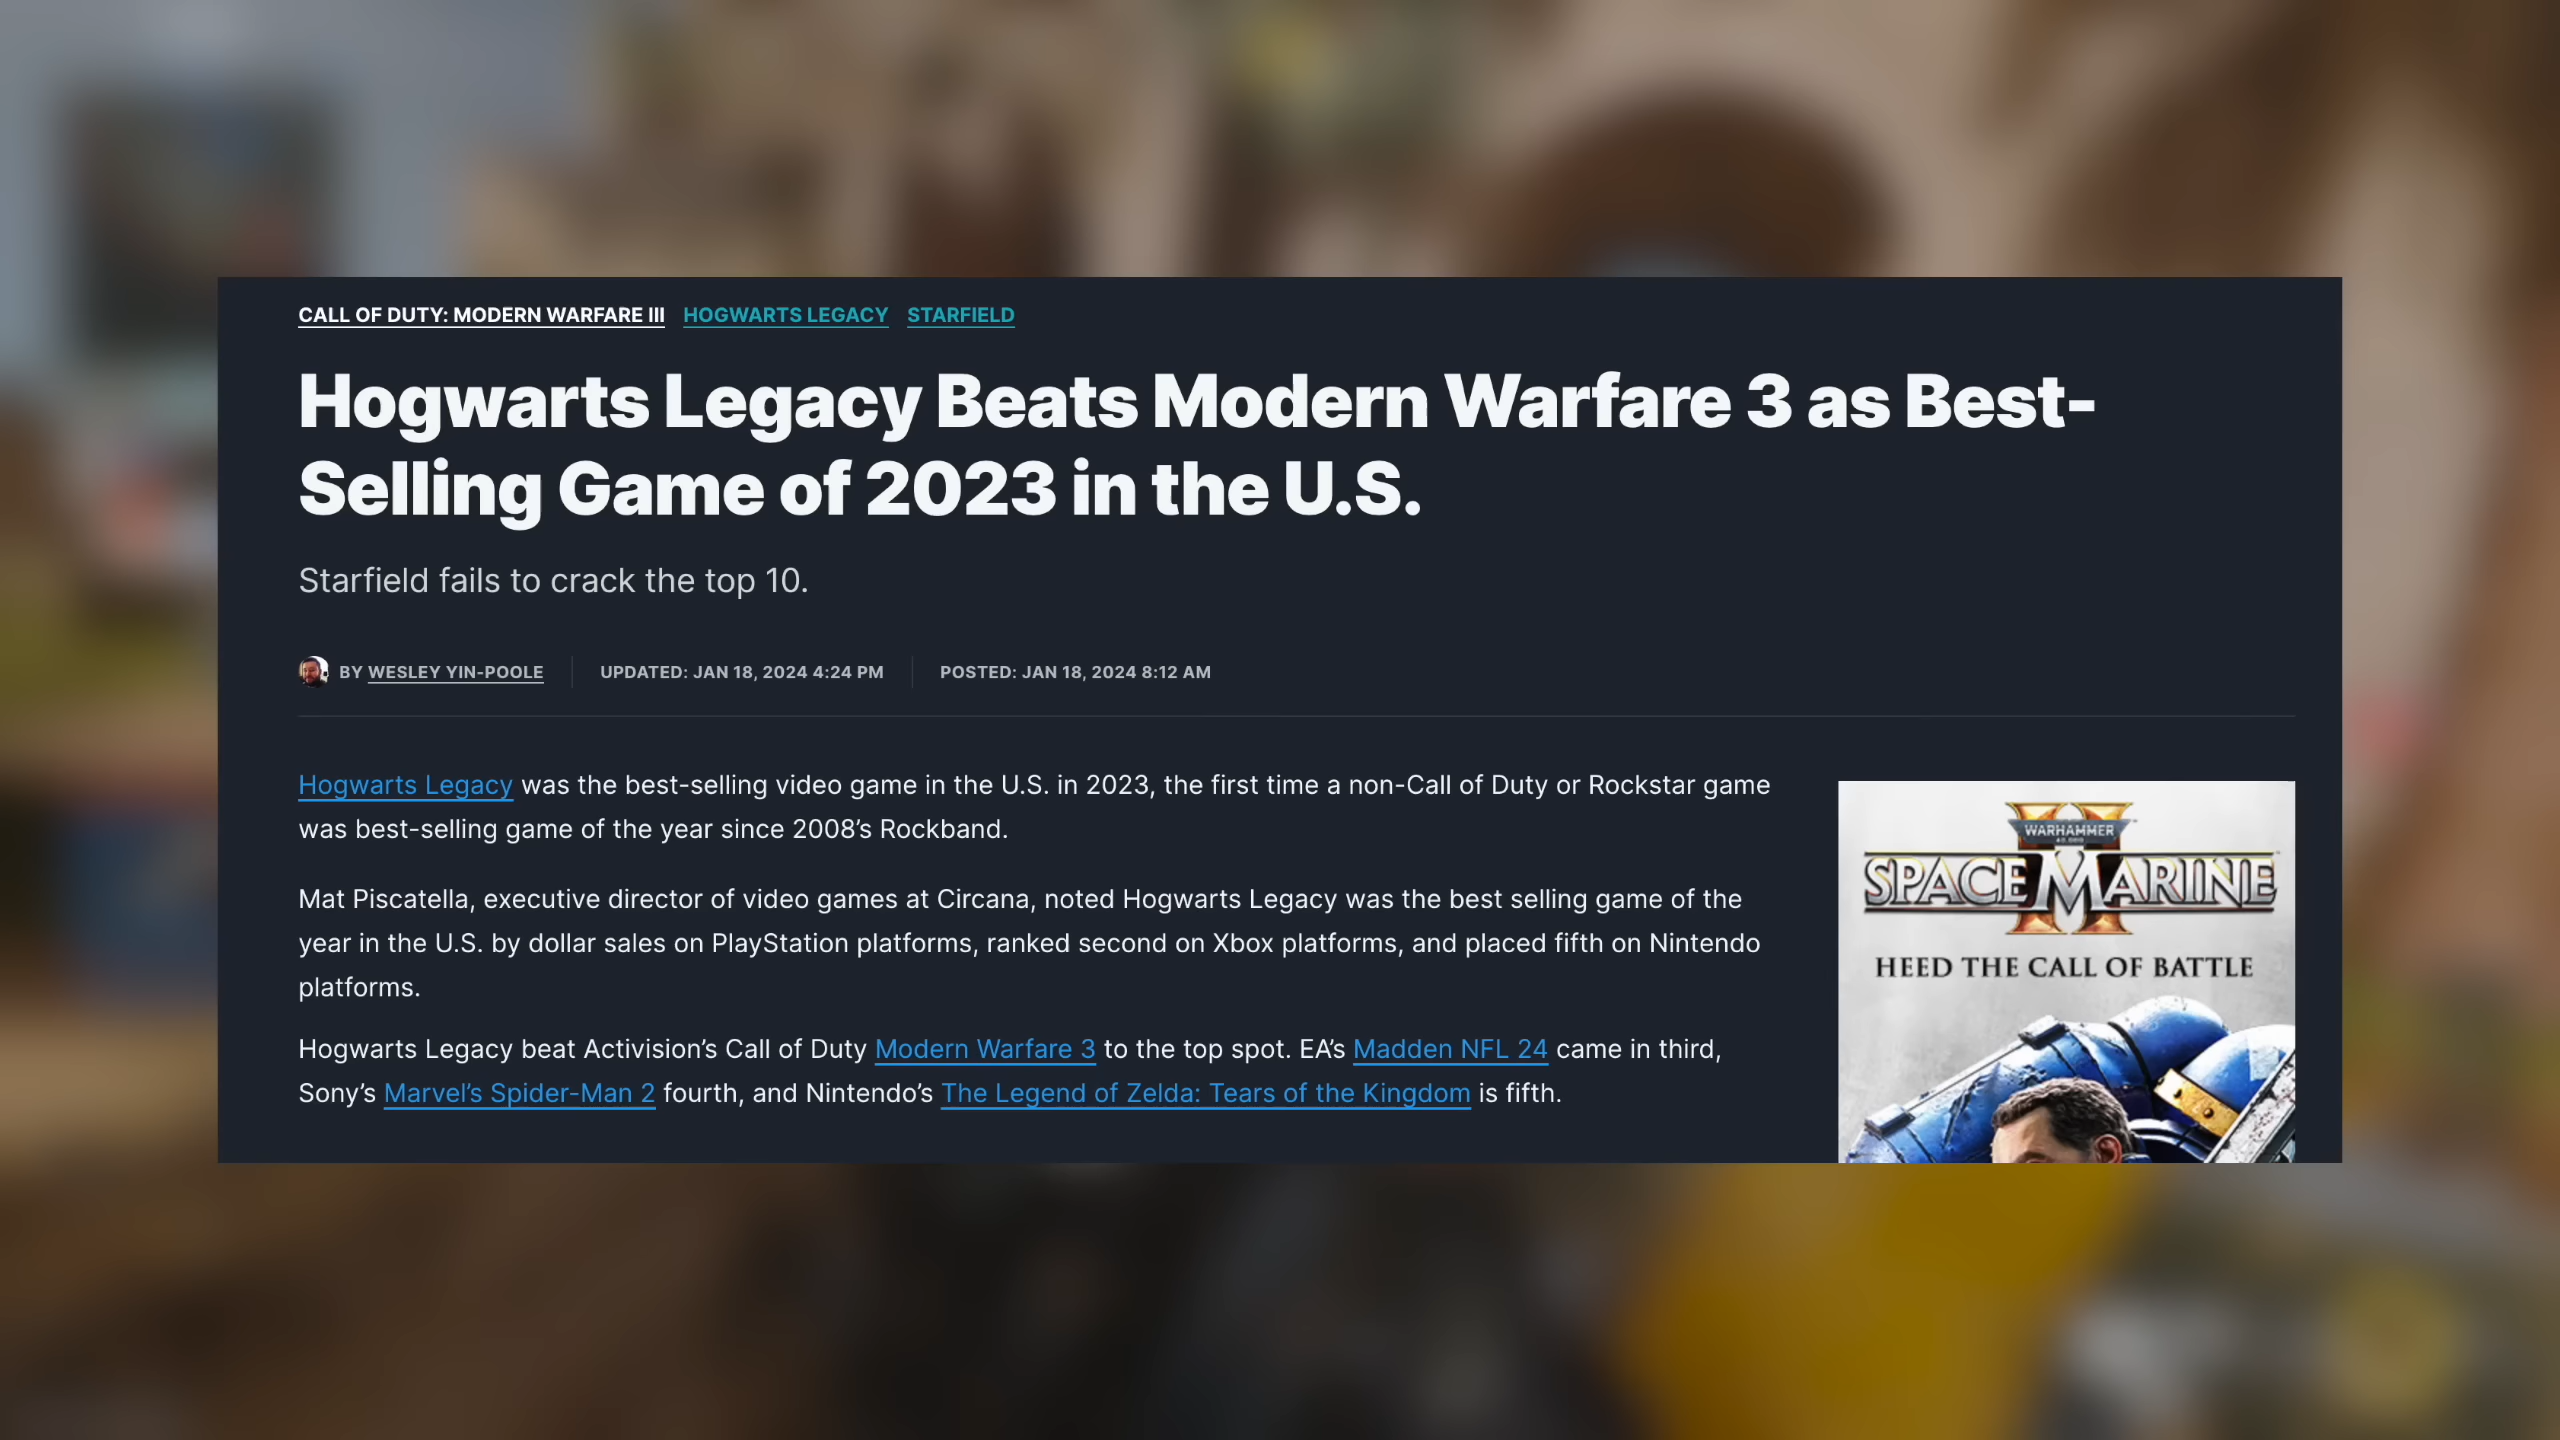 CALL OF DUTY: MODERN WARFARE III HOGWARTS LEGACY STARFIELD
Hogwarts Legacy Beats Modern Warfare 3 as Best-
Selling Game of 2023 in the U.S.
Starfield fails to crack the top 10.
BY WESLEY YIN-POOLE UPDATED: JAN 18, 2024 4:24 PM POSTED: JAN 18, 2024 8:12 AM
Hogwarts Legacy was the best-selling video game in the U.S. in 2023, the first time a non-Call of Duty or Rockstar game
was best-selling game of the year since 2008’s Rockband.
Mat Piscatella, executive director of video games at Circana, noted Hogwarts Legacy was the best selling game of the
year in the U.S. by dollar sales on PlayStation platforms, ranked second on Xbox platforms, and placed fifth on Nintendo
platforms.
Hogwarts Legacy beat Activision’s Call of Duty Modern Warfare 3 to the top spot. EA’s Madden NFL 24 came in third,
Sony’s Marvel’s Spider-Man 2 fourth, and Nintendo’s The Legend of Zelda: Tears of the Kingdom is fifth.
WARHAMMER
40,000
SPACE MARINE
II
HEED THE CALL OF BATTLE